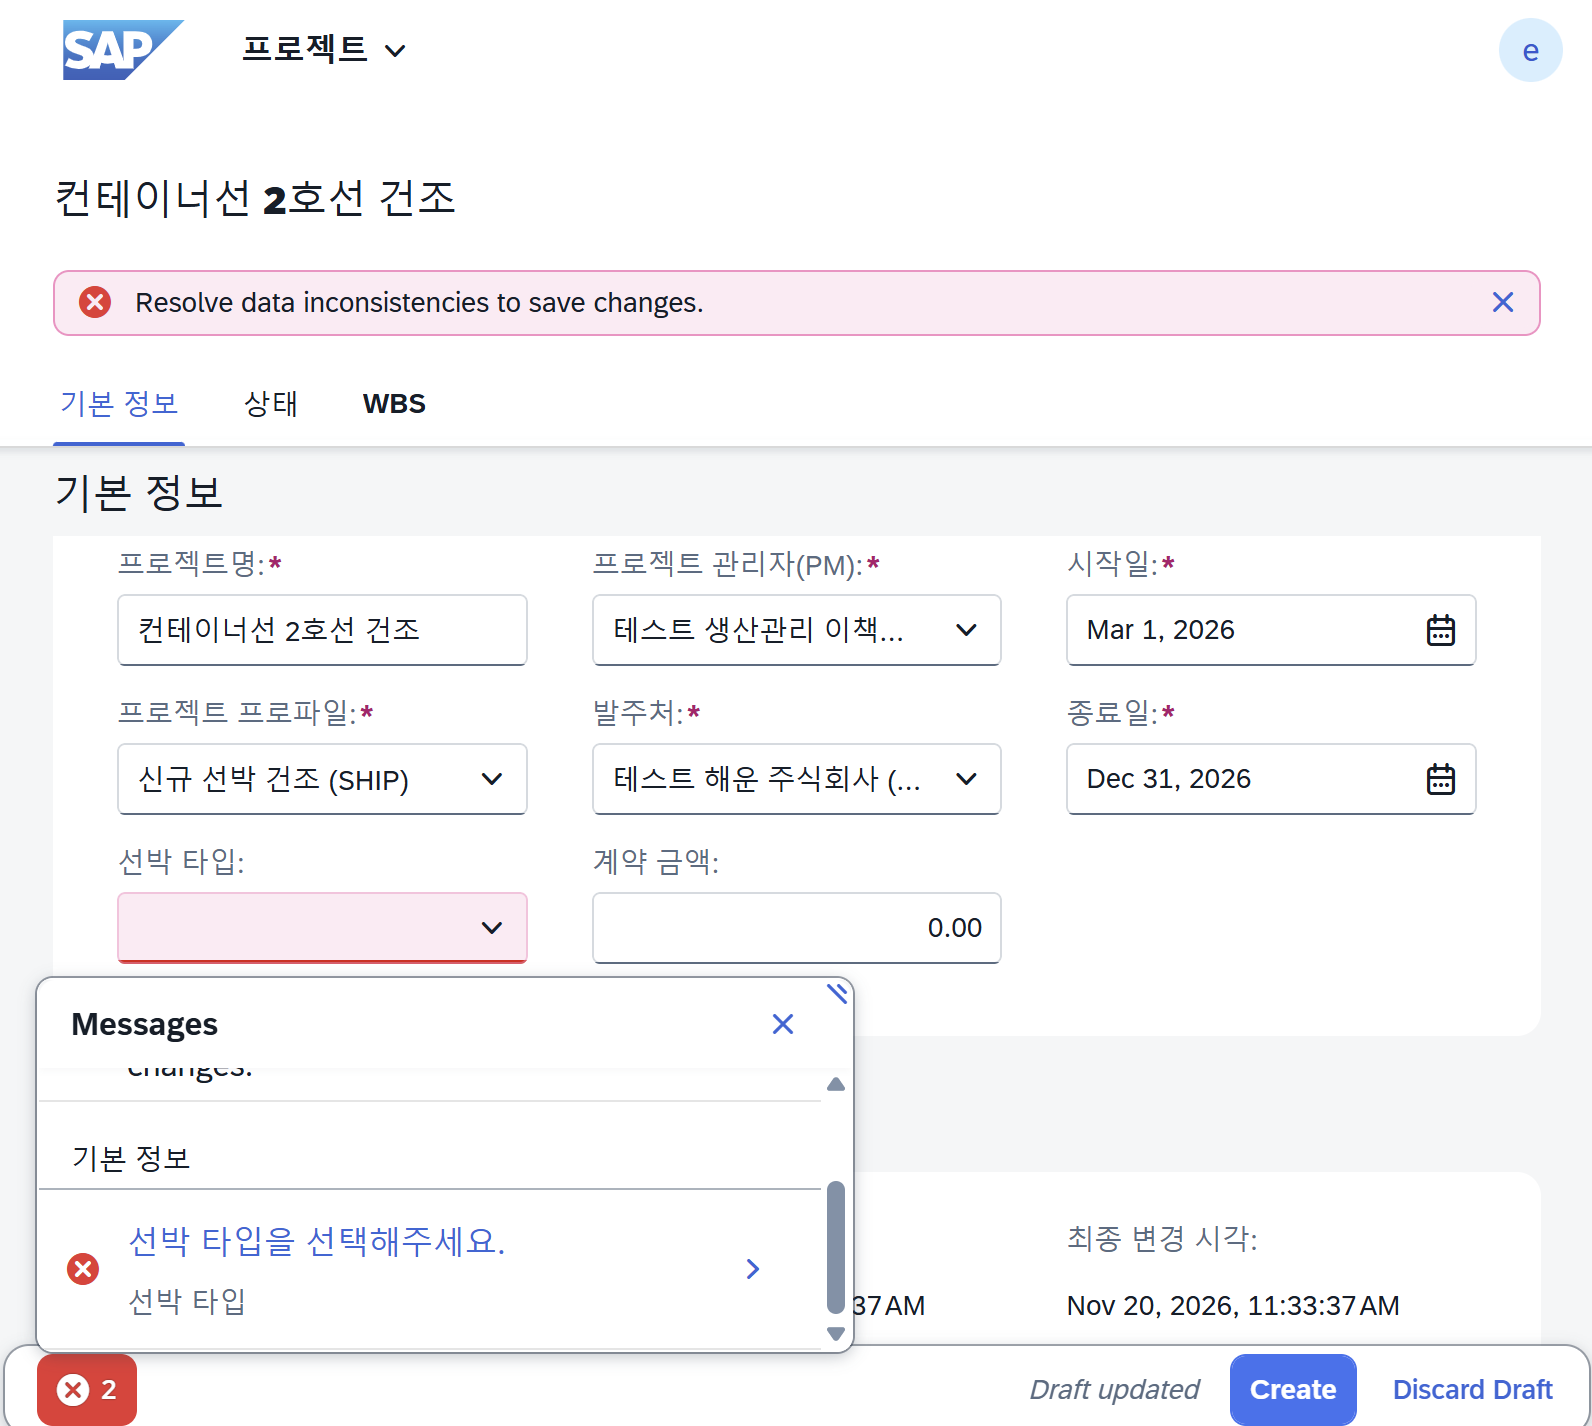 SAP
프로젝트
e
컨테이너선 2호선 건조
Resolve data inconsistencies to save changes.
기본 정보 상태 WBS
기본 정보
프로젝트명:* 프로젝트 관리자(PM):* 시작일:*
컨테이너선 2호선 건조 테스트 생산관리 이책... Mar 1, 2026
프로젝트 프로파일:* 발주처:* 종료일:*
신규 선박 건조 (SHIP) 테스트 해운 주식회사 (... Dec 31, 2026
선박 타입: 계약 금액:
0.00
Messages
changes.
기본 정보
선박 타입을 선택해주세요.
선박 타입
최종 변경 시각:
37 AM Nov 20, 2026, 11:33:37 AM
2 Draft updated Create Discard Draft